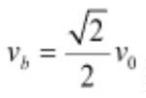 $v_b = \frac{\sqrt{2}}{2} v_0$